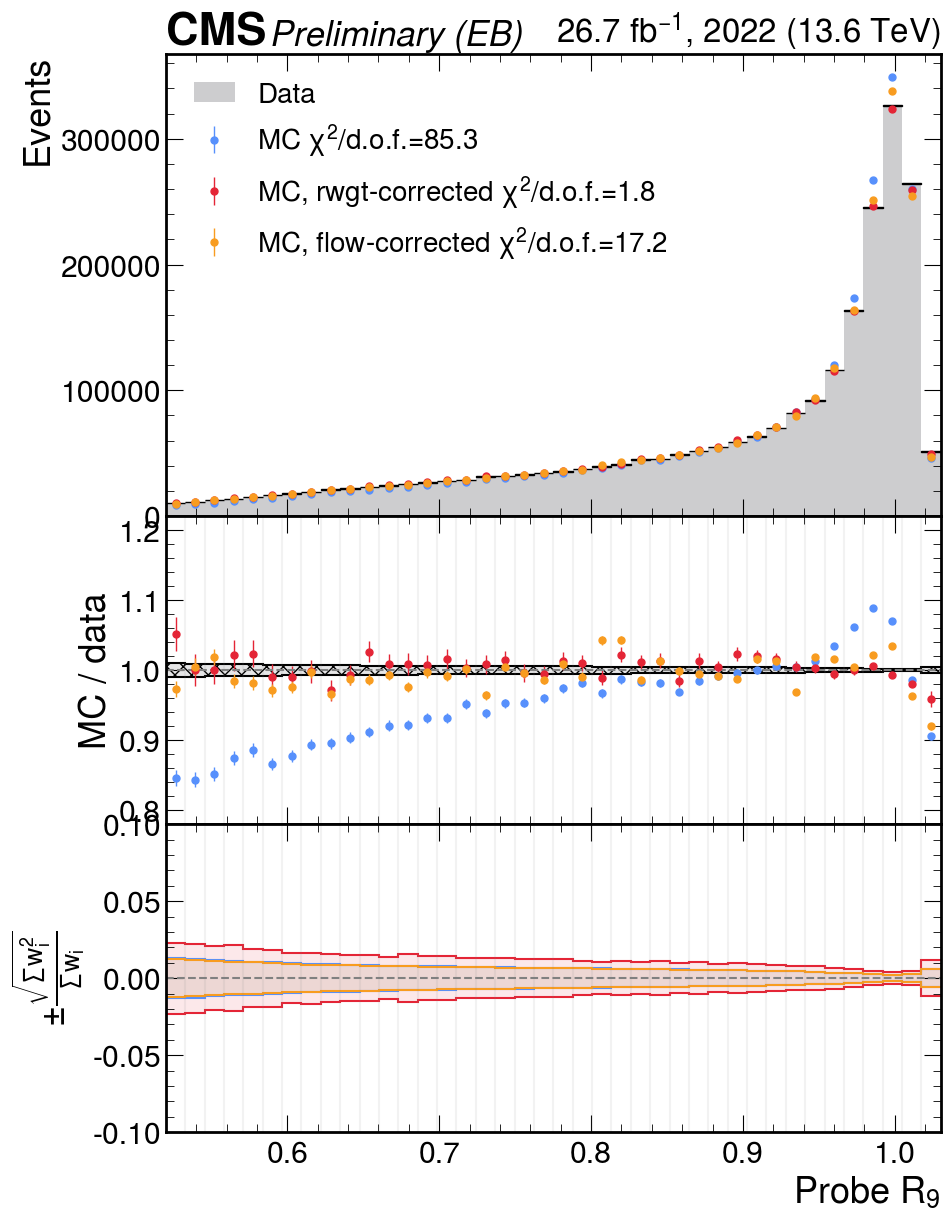 CMS Preliminary (EB) 26.7 fb⁻¹, 2022 (13.6 TeV)
Events
Data
MC χ²/d.o.f.=85.3
MC, rwgt-corrected χ²/d.o.f.=1.8
MC, flow-corrected χ²/d.o.f.=17.2
300000
200000
100000
0
MC / data
1.2
1.1
1.0
0.9
0.8
± √Σwᵢ² / Σwᵢ
0.10
0.05
0.00
-0.05
-0.10
0.6 0.7 0.8 0.9 1.0
Probe R₉